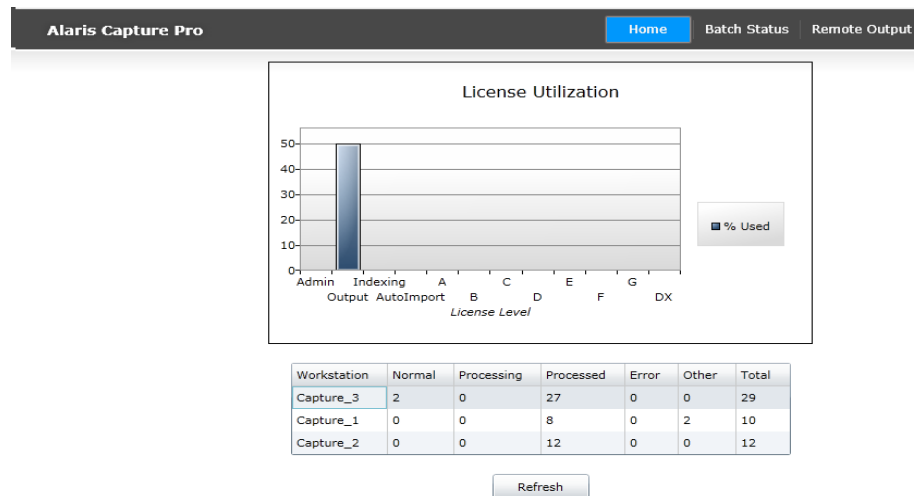 Alaris Capture Pro
Home
Batch Status
Remote Output
License Utilization
50
40
30
20
10
0
% Used
Admin Indexing A C E G
Output AutoImport B D F DX
License Level
Workstation Normal Processing Processed Error Other Total
Capture_3 2 0 27 0 0 29
Capture_1 0 0 8 0 2 10
Capture_2 0 0 12 0 0 12
Refresh